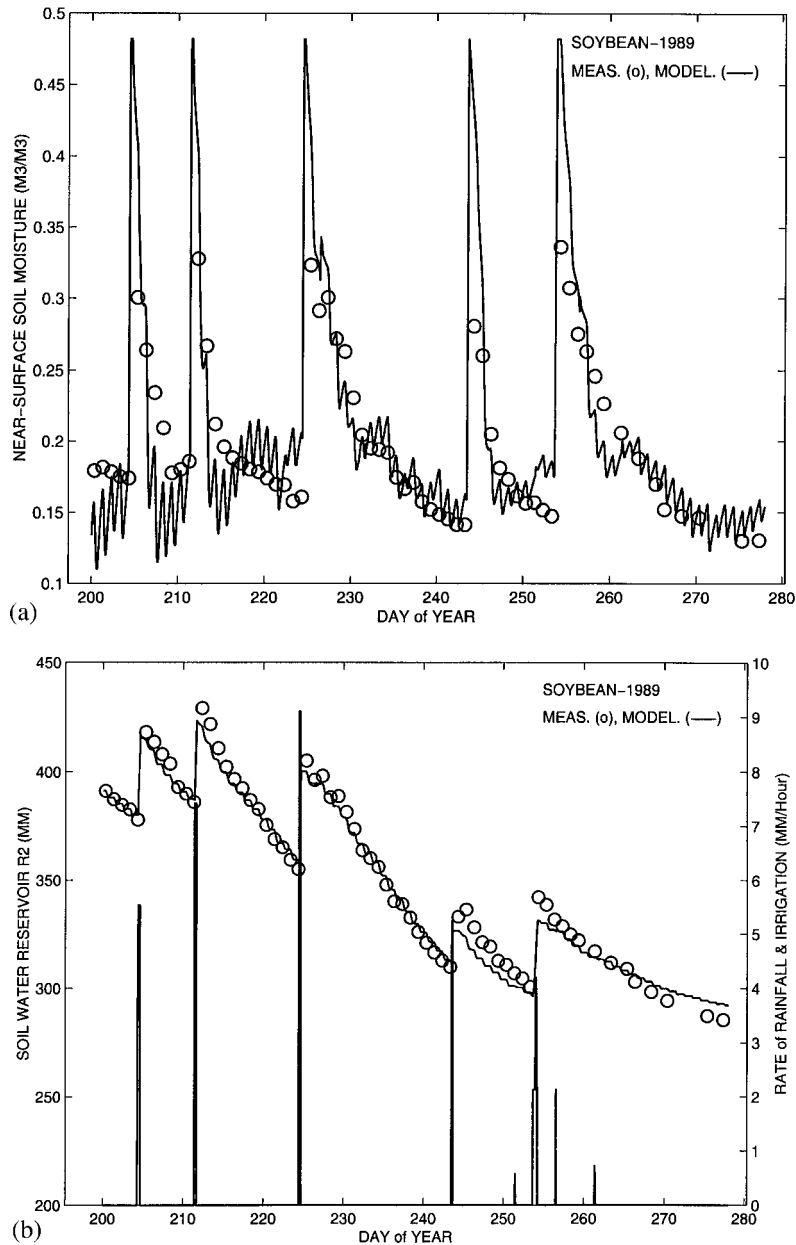 0.5
0.45
0.4
0.35
0.3
0.25
0.2
0.15
0.1
NEAR-SURFACE SOIL MOISTURE (M3/M3)
SOYBEAN-1989
MEAS. (o), MODEL. (—)
200 210 220 230 240 250 260 270 280
DAY of YEAR
(a)
450
400
350
300
250
200
SOIL WATER RESERVOIR R2 (MM)
SOYBEAN-1989
MEAS. (o), MODEL. (—)
10
9
8
7
6
5
4
3
2
1
0
RATE of RAINFALL & IRRIGATION (MM/Hour)
200 210 220 230 240 250 260 270 280
DAY of YEAR
(b)